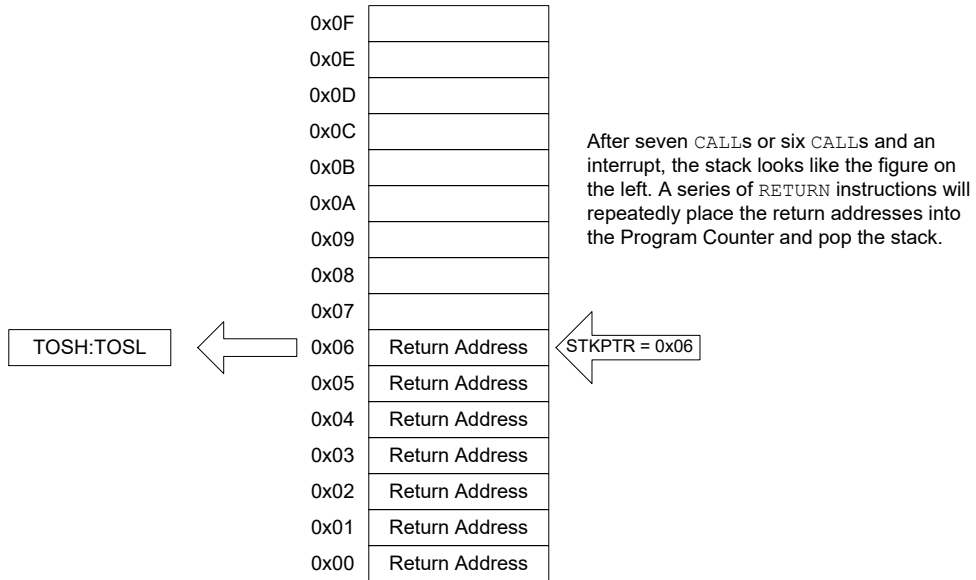 0x0F
0x0E
0x0D
0x0C
0x0B
0x0A
0x09
0x08
0x07
After seven CALLs or six CALLs and an
interrupt, the stack looks like the figure on
the left. A series of RETURN instructions will
repeatedly place the return addresses into
the Program Counter and pop the stack.
TOSH:TOSL 0x06 Return Address STKPTR = 0x06
0x05 Return Address
0x04 Return Address
0x03 Return Address
0x02 Return Address
0x01 Return Address
0x00 Return Address